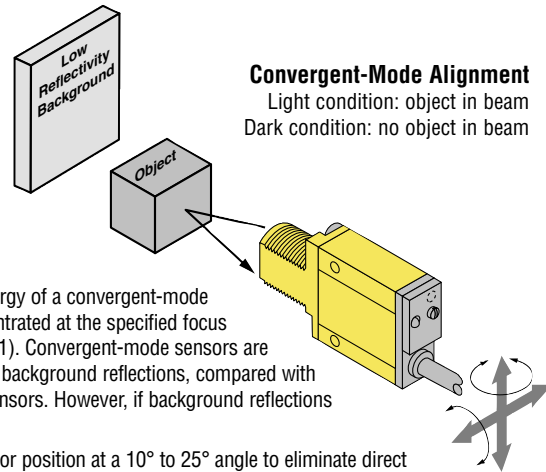 Low
Reflectivity
Background
Convergent-Mode Alignment
Light condition: object in beam
Dark condition: no object in beam
Object
rgy of a convergent-mode
ntrated at the specified focus
1). Convergent-mode sensors are
background reflections, compared with
nsors. However, if background reflections
or position at a 10° to 25° angle to eliminate direct